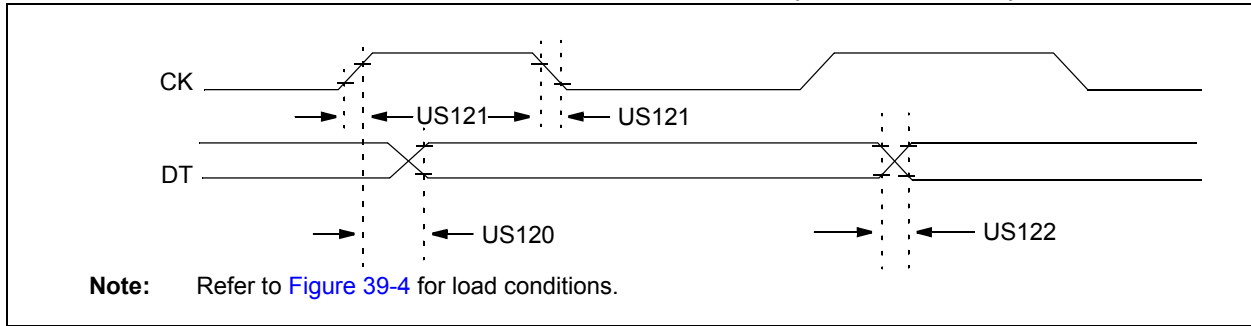 CK
US121 US121
DT
US120 US122
Note: Refer to Figure 39-4 for load conditions.